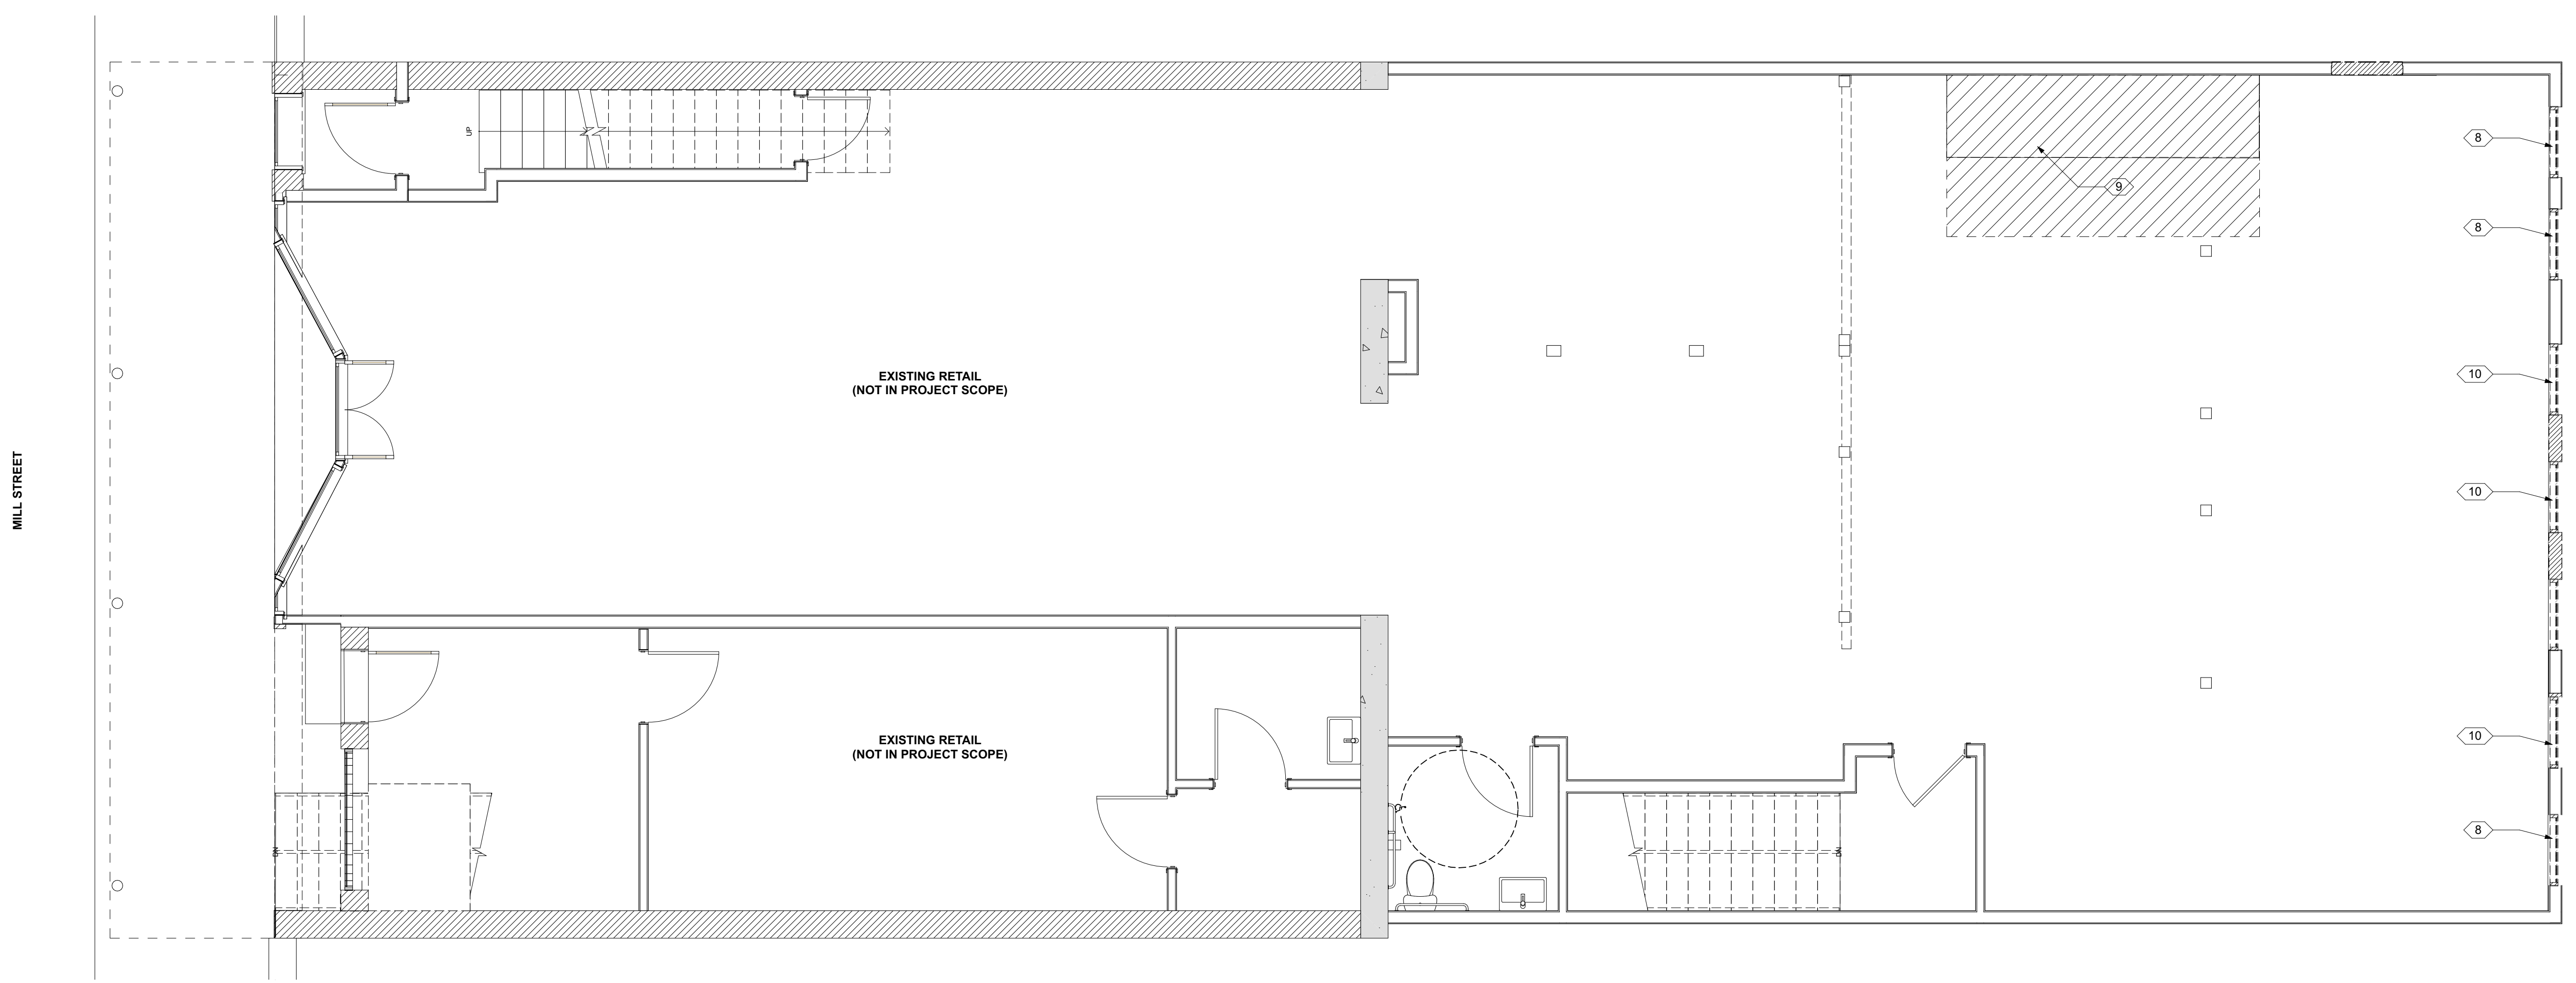 MILL STREET
UP
8
9
8
EXISTING RETAIL
(NOT IN PROJECT SCOPE)
10
10
EXISTING RETAIL
(NOT IN PROJECT SCOPE)
10
8
DN
DN